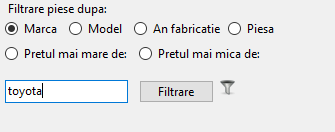 Filtrare piese dupa:
Marca Model An fabricatie Piesa
Pretul mai mare de: Pretul mai mica de:
toyota Filtrare